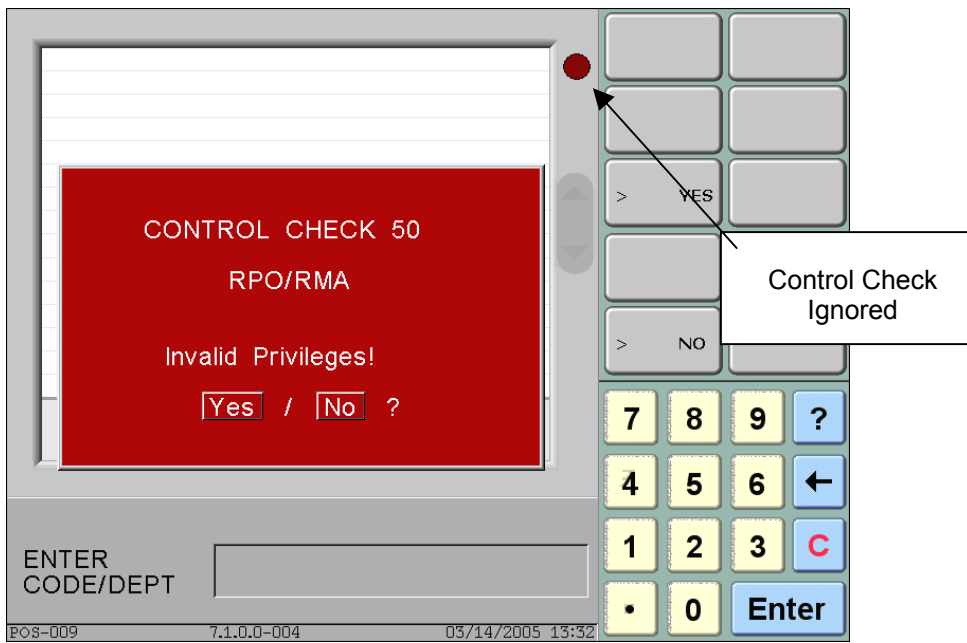 CONTROL CHECK 50
RPO/RMA
Invalid Privileges!
Yes / No ?
> YES
> NO
Control Check
Ignored
7 8 9 ?
4 5 6 ←
1 2 3 C
. 0 Enter
ENTER
CODE/DEPT
POS-009 7.1.0.0-004 03/14/2005 13:32